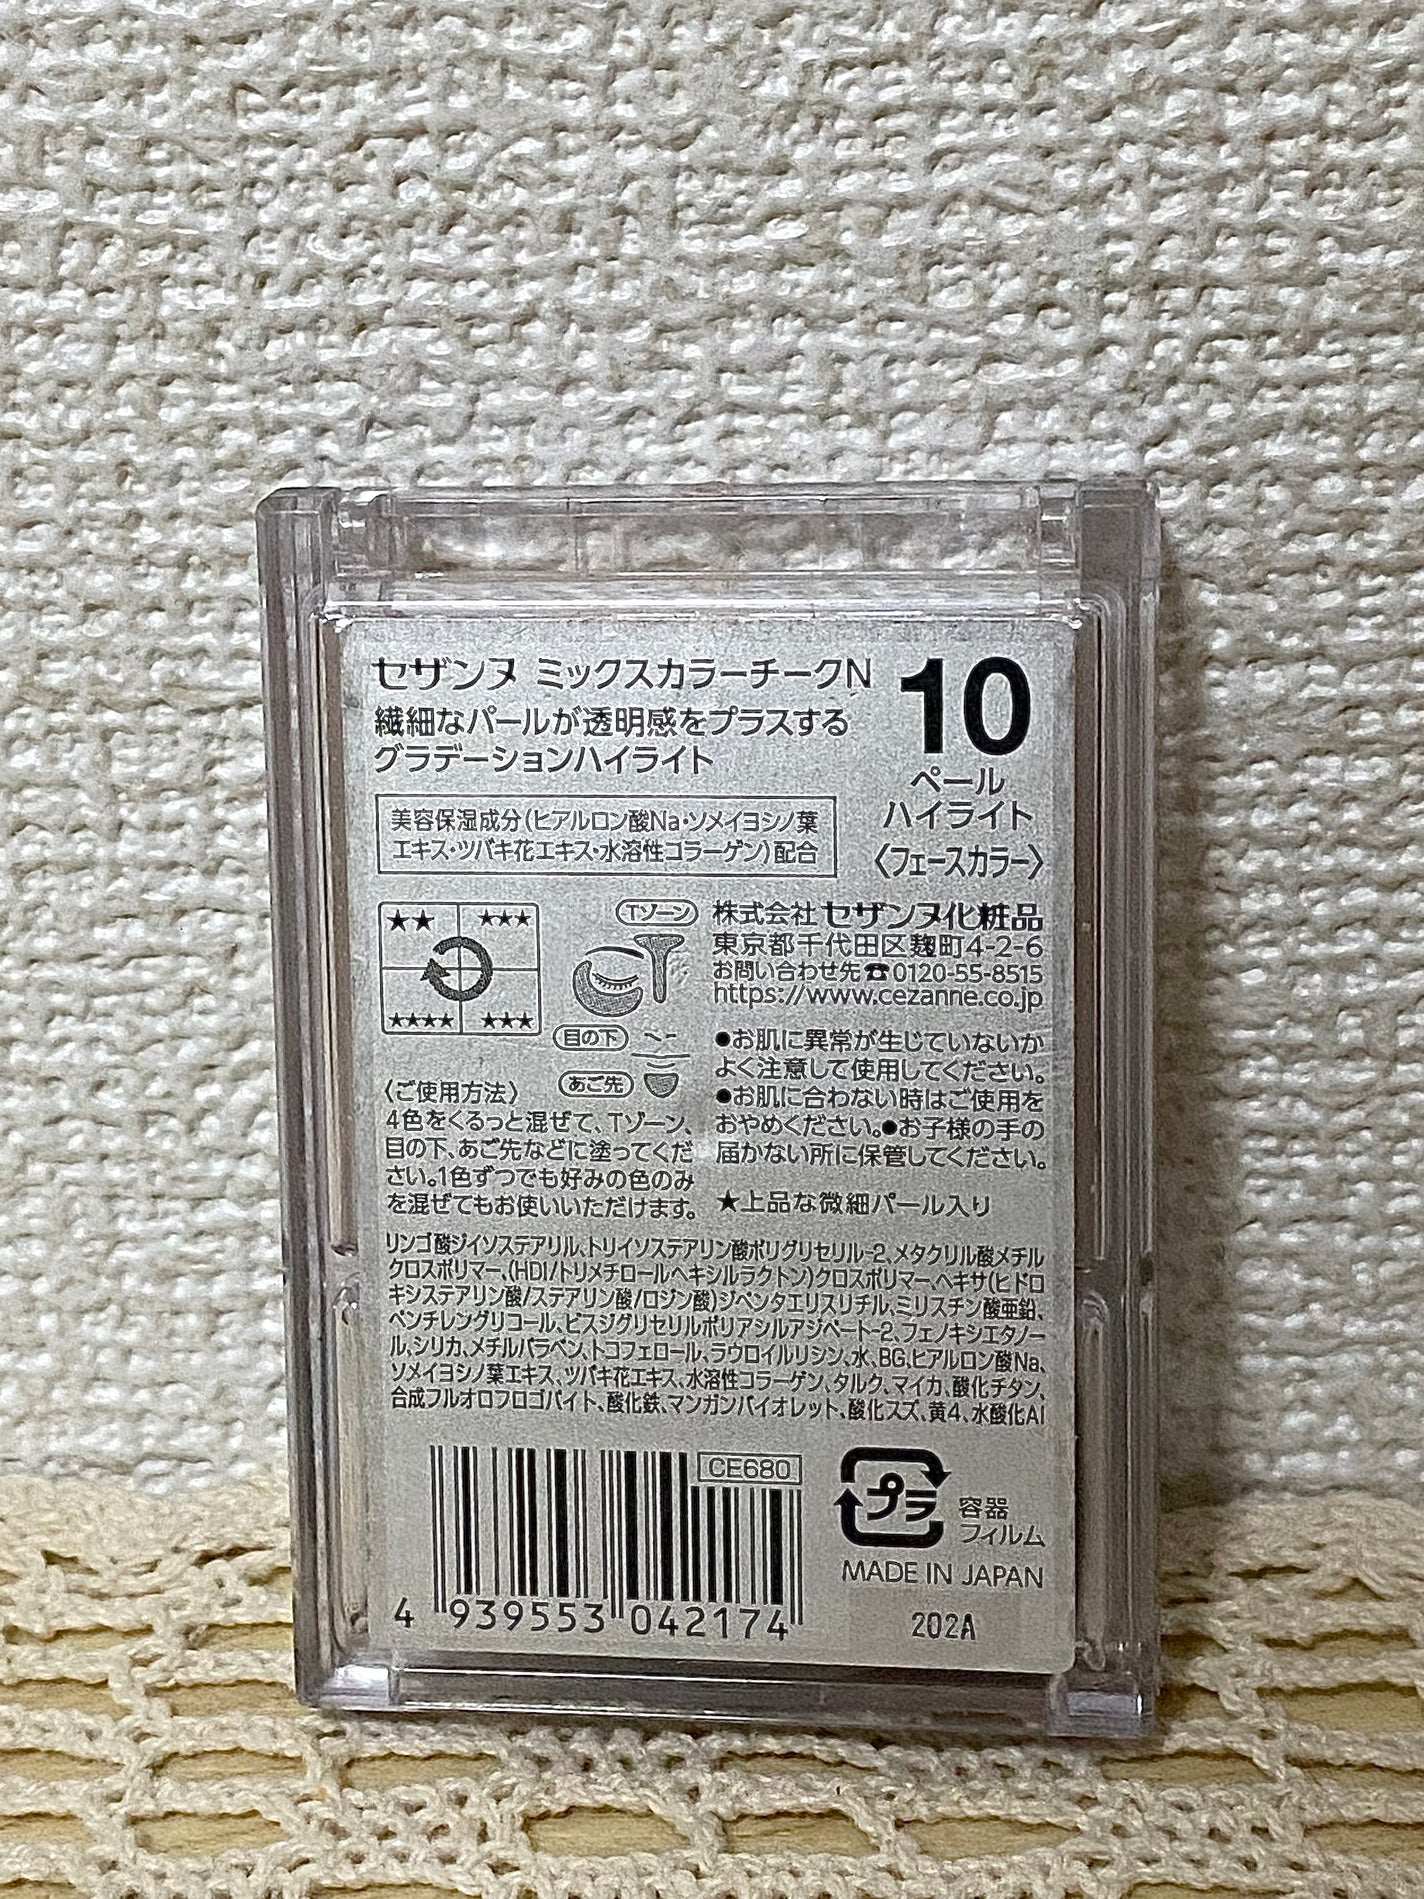 セザンヌ ミックスカラーチークN
繊細なパールが透明感をプラスする
グラデーションハイライト
10
ペール
ハイライト
〈フェースカラー〉
美容保湿成分(ヒアルロン酸Na・ソメイヨシノ葉
エキス・ツバキ花エキス・水溶性コラーゲン)配合
★★
★★★
★★★★
★★★
Tゾーン
目の下
あご先
株式会社 セザンヌ化粧品
東京都千代田区麹町4-2-6
お問い合わせ先☎0120-55-8515
https://www.cezanne.co.jp
〈ご使用方法〉
4色をくるっと混ぜて、Tゾーン、
目の下、あご先などに塗ってくだ
さい。1色ずつでも好みの色のみ
を混ぜてもお使いいただけます。
●お肌に異常が生じていないか
よく注意して使用してください。
●お肌に合わない時はご使用を
おやめください。●お子様の手の
届かない所に保管してください。
★上品な微細パール入り
リンゴ酸ジイソステアリル、トリイソステアリン酸ポリグリセリル-2、メタクリル酸メチル
クロスポリマー、(HDI/トリメチロールヘキシルラクトン)クロスポリマー、ヘキサ(ヒドロ
キシステアリン酸/ステアリン酸/ロジン酸)ジペンタエリスリチル、ミリスチン酸亜鉛、
ペンチレングリコール、ビスジグリセリルポリアシルアジペート-2、フェノキシエタノー
ル、シリカ、メチルパラベン、トコフェロール、ラウロイルリシン、水、BG、ヒアルロン酸Na、
ソメイヨシノ葉エキス、ツバキ花エキス、水溶性コラーゲン、タルク、マイカ、酸化チタン、
合成フルオロフロゴパイト、酸化鉄、マンガンバイオレット、酸化スズ、黄4、水酸化Al
CE680
4 939553 042174
プラ
容器
フィルム
MADE IN JAPAN
202A